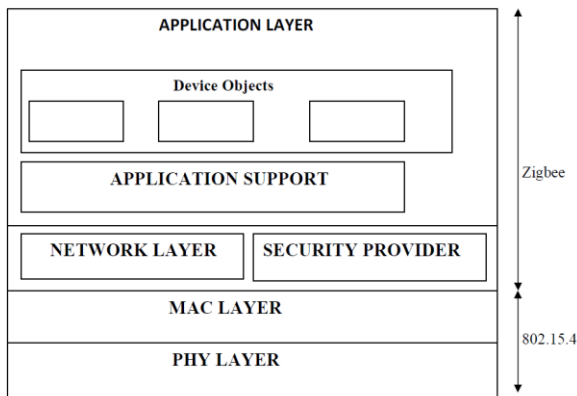 APPLICATION LAYER
Device Objects
APPLICATION SUPPORT
Zigbee
NETWORK LAYER
SECURITY PROVIDER
MAC LAYER
802.15.4
PHY LAYER